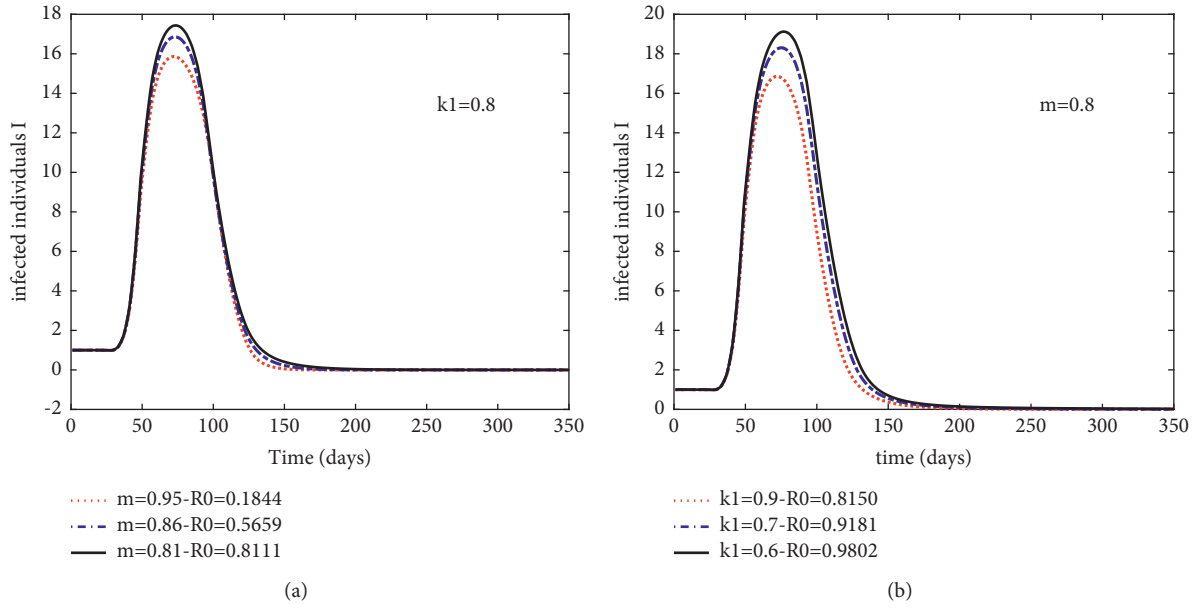 18
16
14
12
10
8
6
4
2
0
-2
infected individuals I
k1=0.8
0 50 100 150 200 250 300 350
Time (days)
m=0.95-R0=0.1844
m=0.86-R0=0.5659
m=0.81-R0=0.8111
(a)
20
18
16
14
12
10
8
6
4
2
0
infected individuals I
m=0.8
0 50 100 150 200 250 300 350
time (days)
k1=0.9-R0=0.8150
k1=0.7-R0=0.9181
k1=0.6-R0=0.9802
(b)